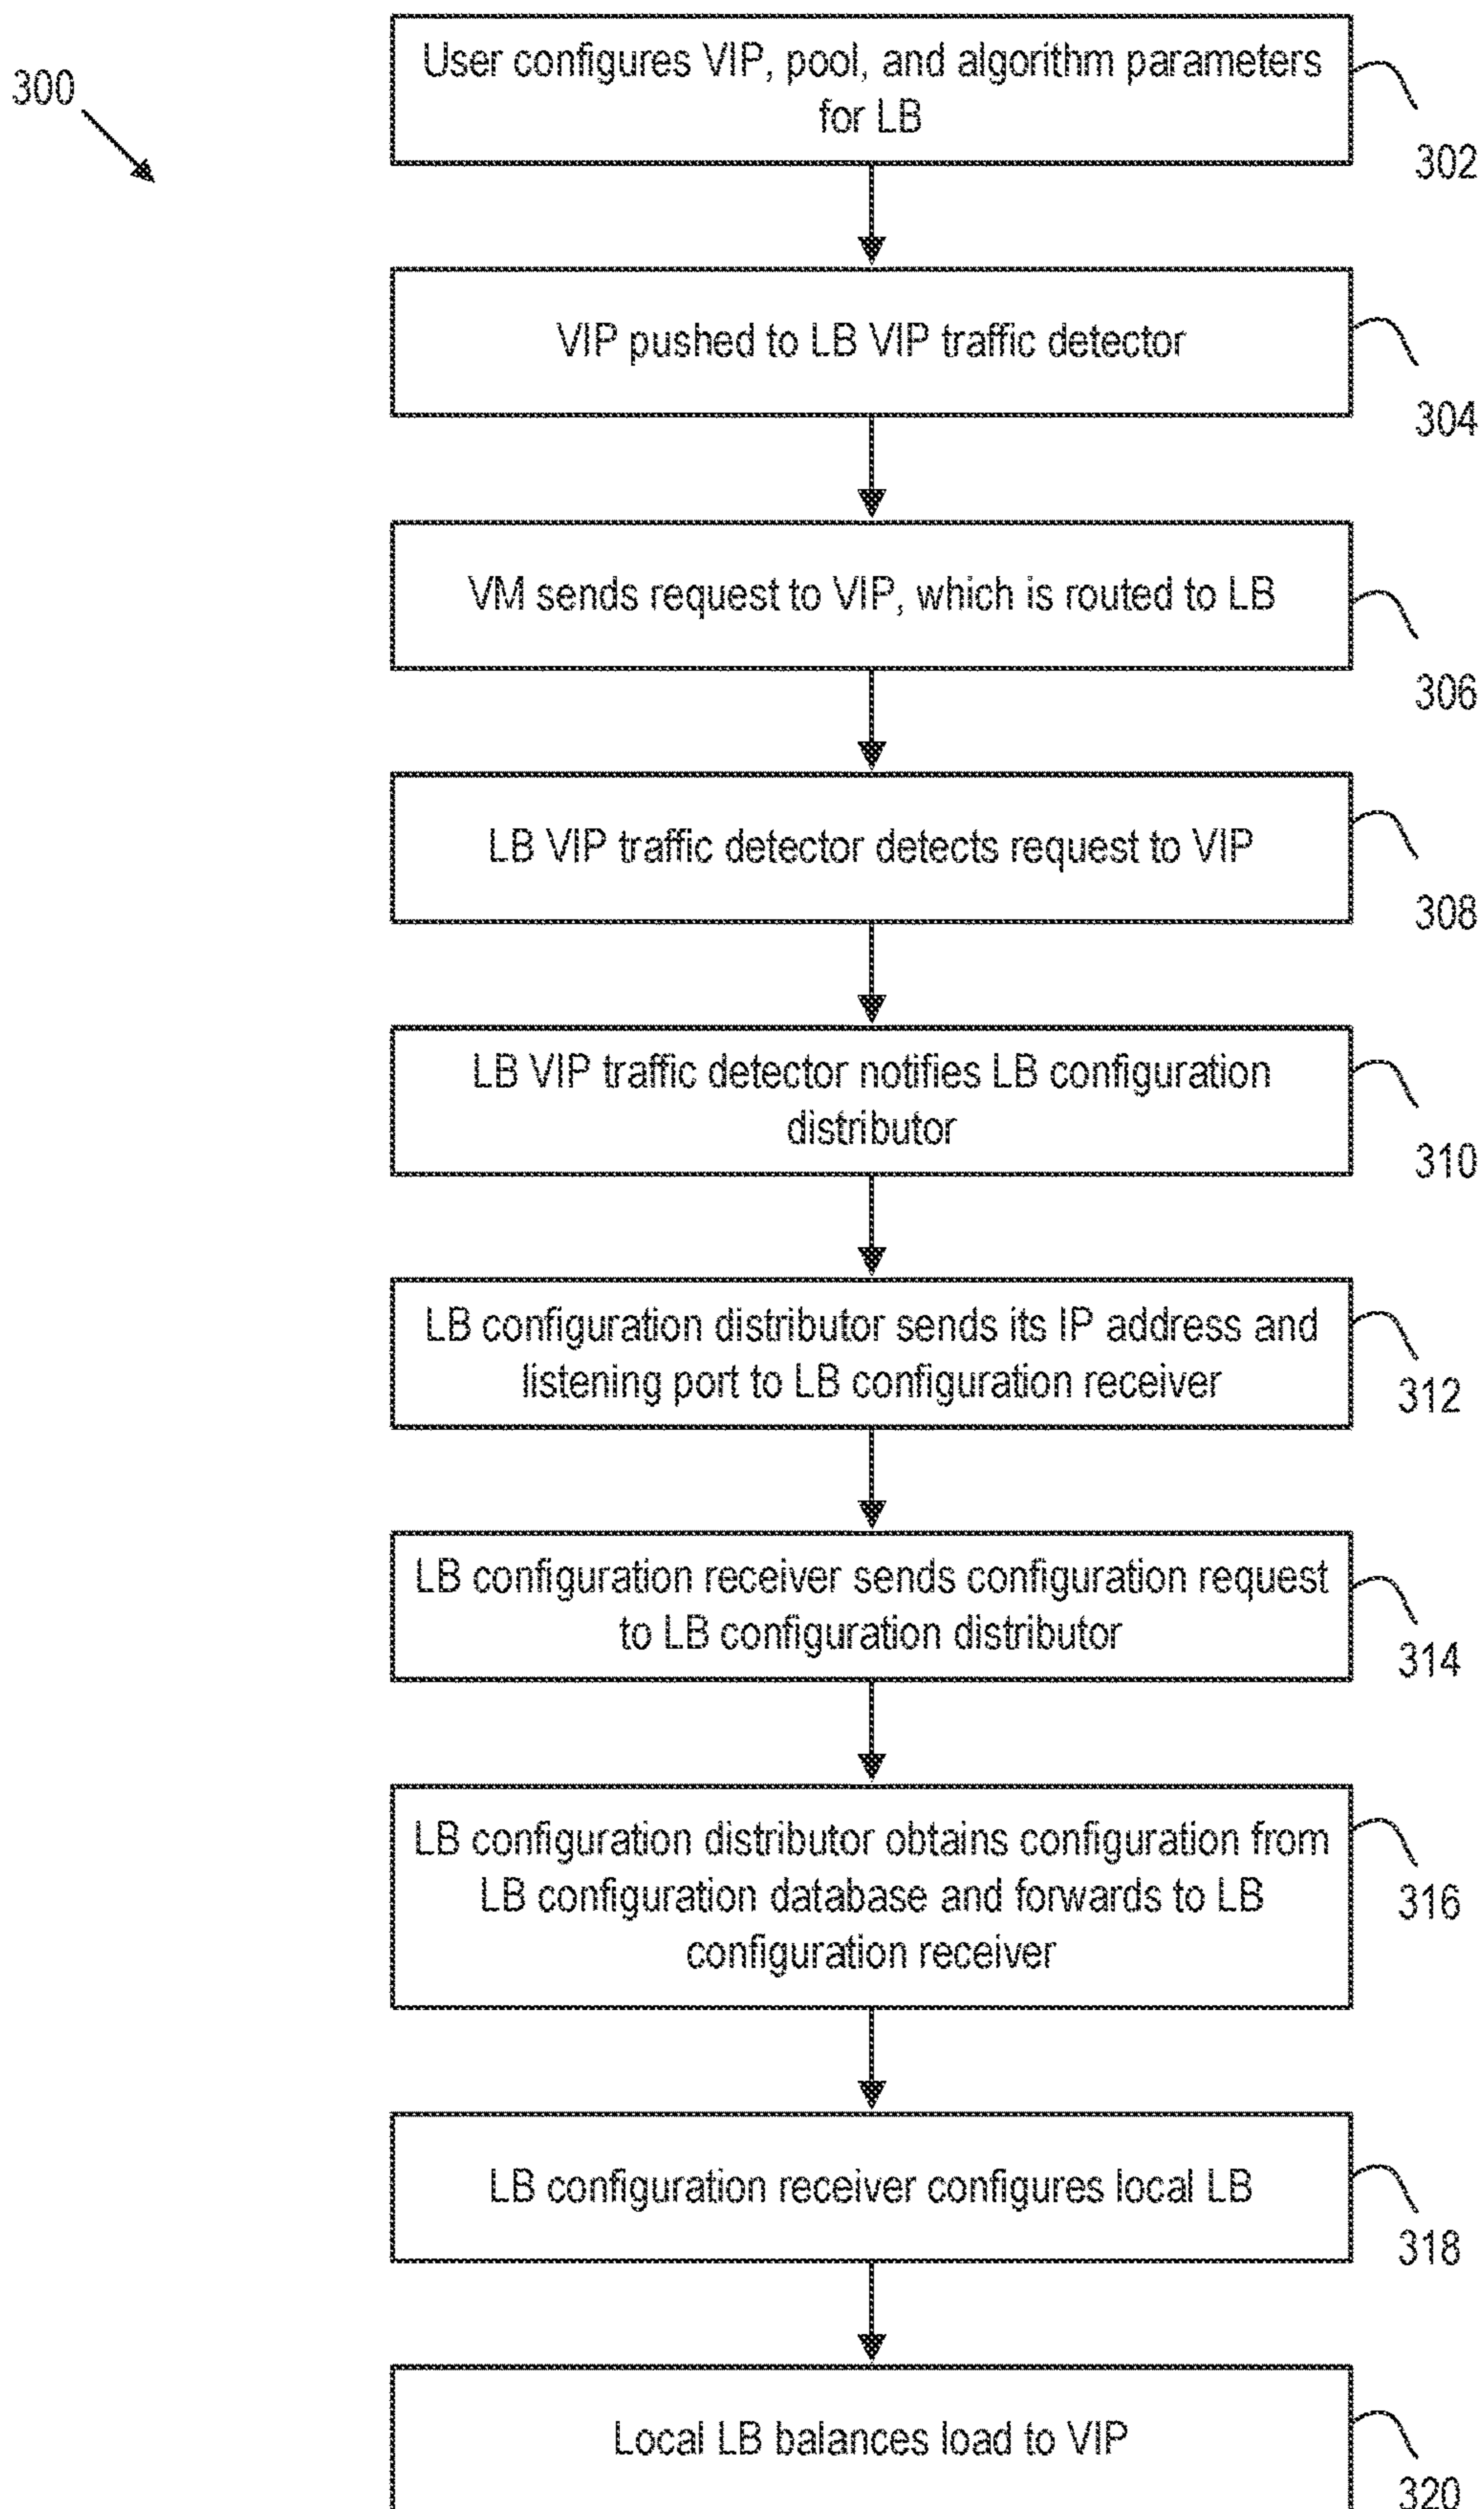 300
User configures VIP, pool, and algorithm parameters
for LB
302
VIP pushed to LB VIP traffic detector
304
VM sends request to VIP, which is routed to LB
306
LB VIP traffic detector detects request to VIP
308
LB VIP traffic detector notifies LB configuration
distributor
310
LB configuration distributor sends its IP address and
listening port to LB configuration receiver
312
LB configuration receiver sends configuration request
to LB configuration distributor
314
LB configuration distributor obtains configuration from
LB configuration database and forwards to LB
configuration receiver
316
LB configuration receiver configures local LB
318
Local LB balances load to VIP
320